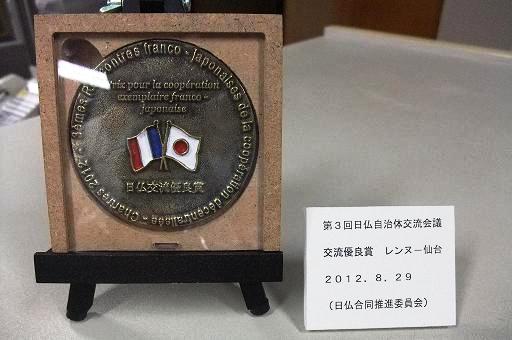 3èmes Rencontres franco-japonaises de la coopération décentralisée - Chartres 2012 -
Prix pour la coopération
exemplaire franco-
japonaise
日仏交流優良賞
第３回日仏自治体交流会議
交流優良賞　レンヌ－仙台
２０１２．８．２９
（日仏合同推進委員会）